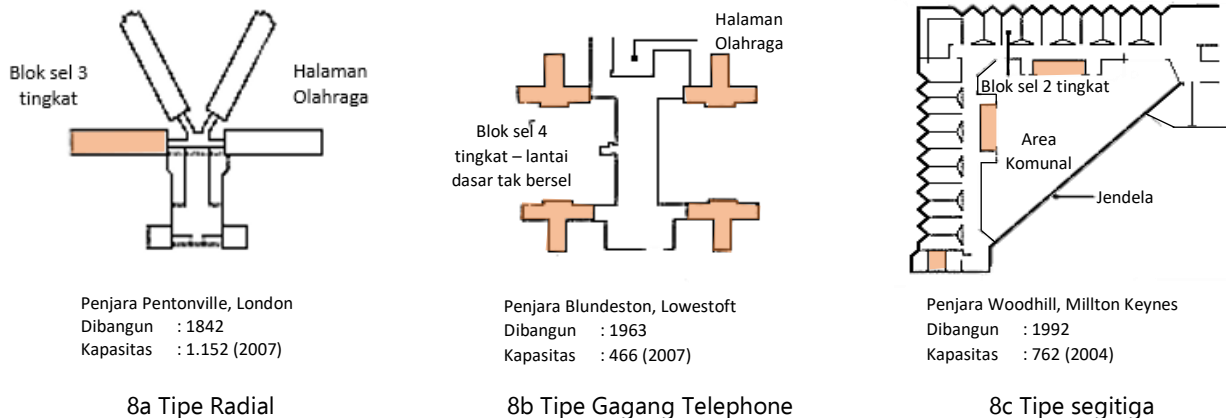 Blok sel 3
tingkat
Halaman
Olahraga
Penjara Pentonville, London
Dibangun : 1842
Kapasitas : 1.152 (2007)
8a Tipe Radial
Halaman
Olahraga
Blok sel 4
tingkat – lantai
dasar tak bersel
Penjara Blundeston, Lowestoft
Dibangun : 1963
Kapasitas : 466 (2007)
8b Tipe Gagang Telephone
Blok sel 2 tingkat
Area
Komunal
Jendela
Penjara Woodhill, Millton Keynes
Dibangun : 1992
Kapasitas : 762 (2004)
8c Tipe segitiga